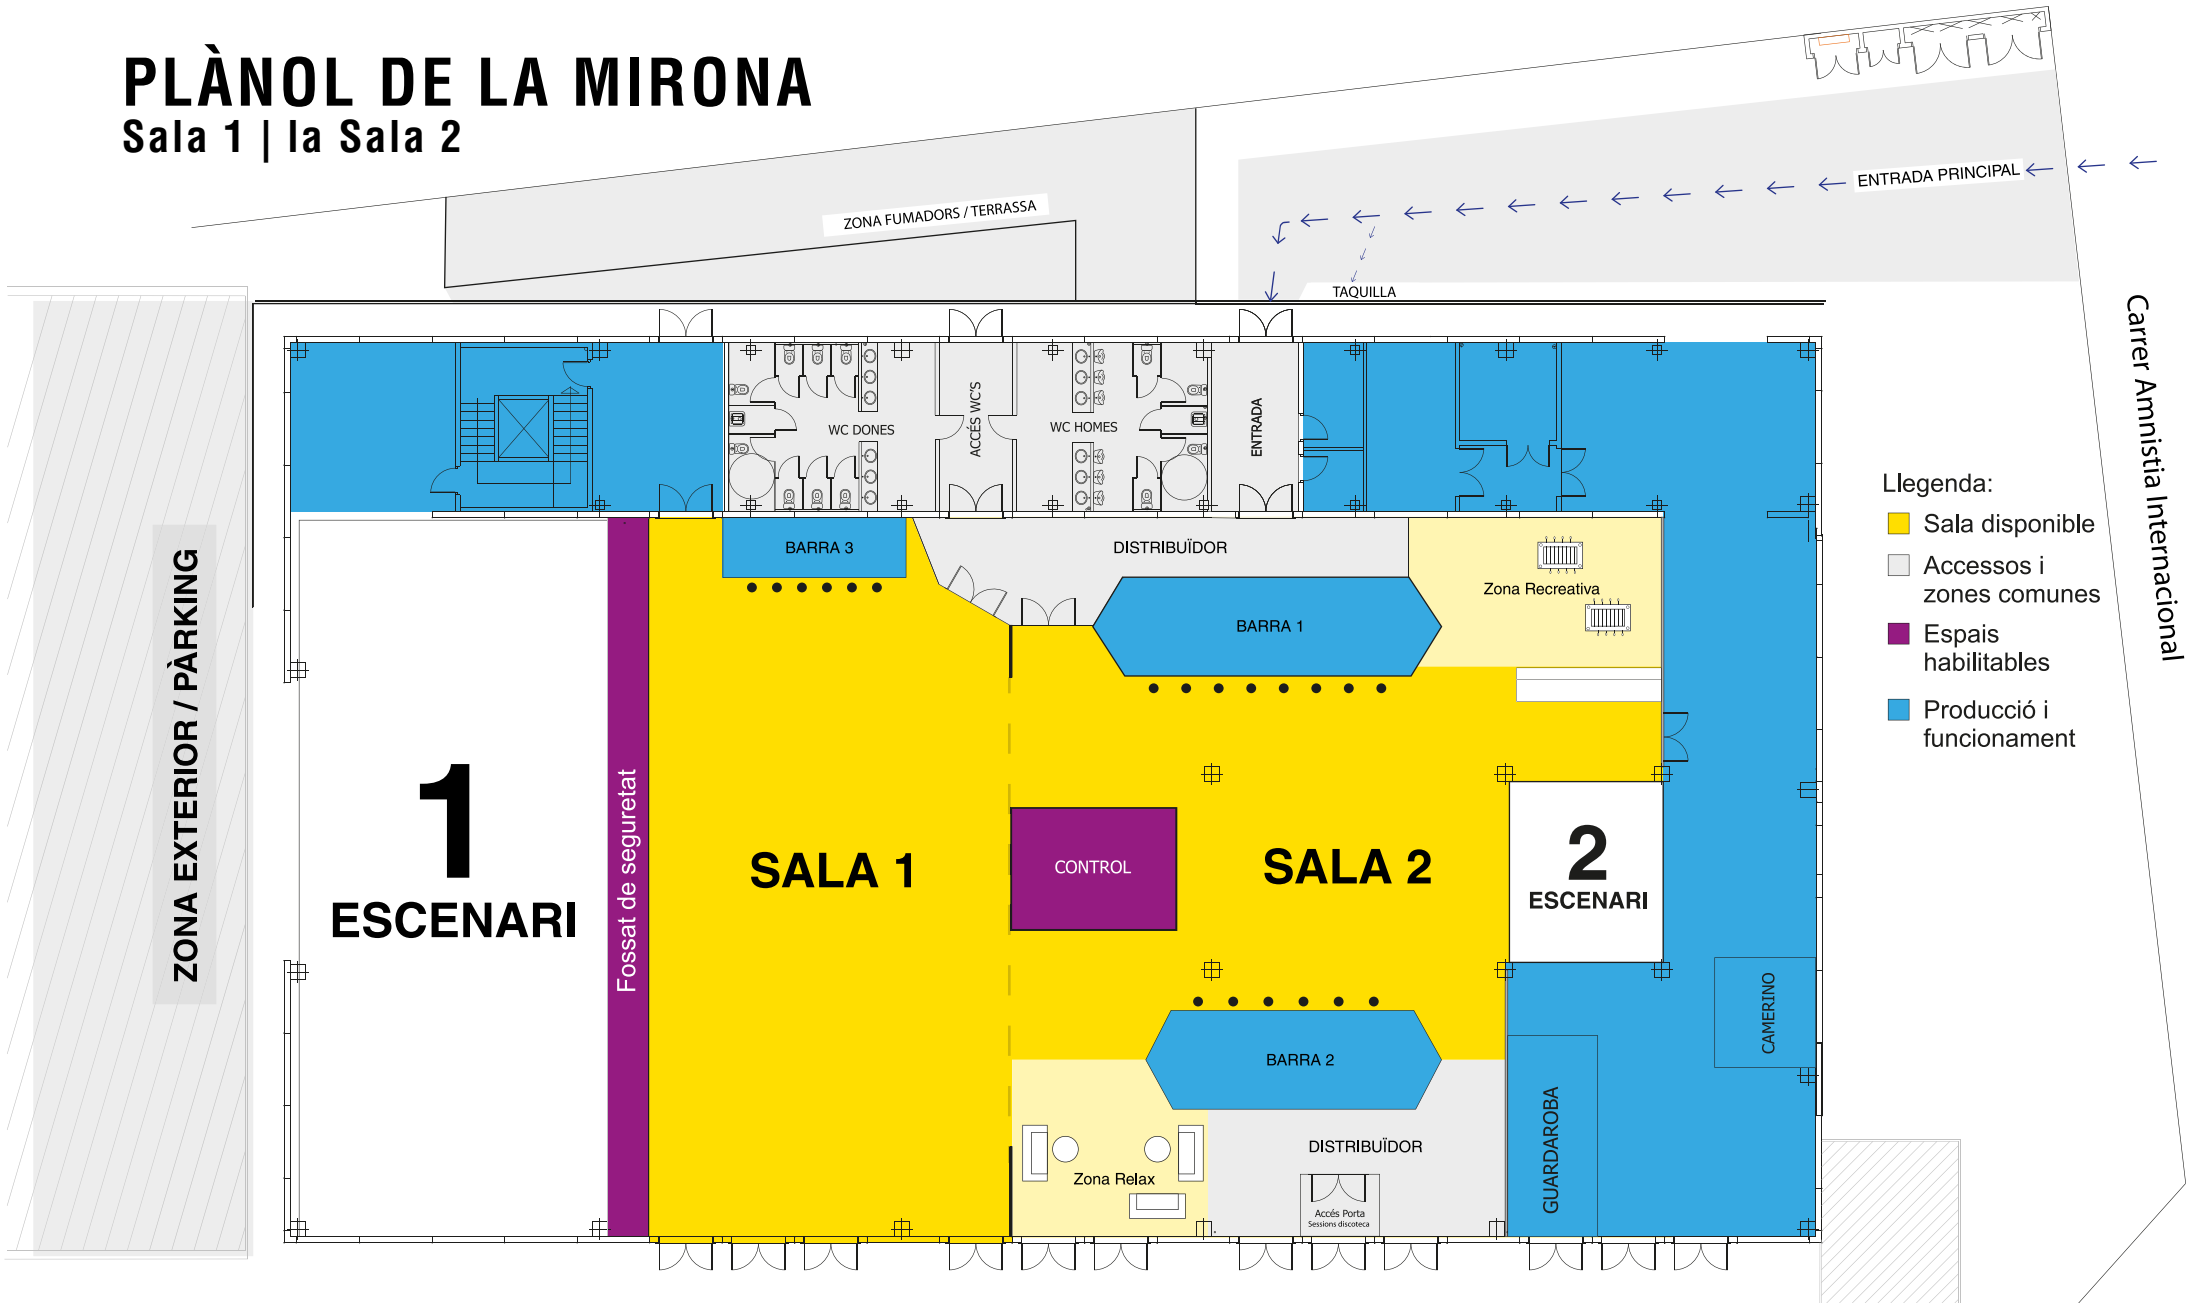 PLÀNOL DE LA MIRONA
Sala 1 | la Sala 2
ENTRADA PRINCIPAL
ZONA FUMADORS / TERRASSA
TAQUILLA
Carrer Amnistia Internacional
WC DONES
ACCÉS WC'S
WC HOMES
ENTRADA
Llegenda:
Sala disponible
Accessos i
zones comunes
Espais
habilitables
Producció i
funcionament
BARRA 3
DISTRIBUÏDOR
Zona Recreativa
BARRA 1
ZONA EXTERIOR / PÀRKING
1
ESCENARI
Fossat de seguretat
SALA 1
CONTROL
SALA 2
2
ESCENARI
CAMERINO
BARRA 2
GUARDAROBA
DISTRIBUÏDOR
Zona Relax
Accés Porta
Sessions discoteca